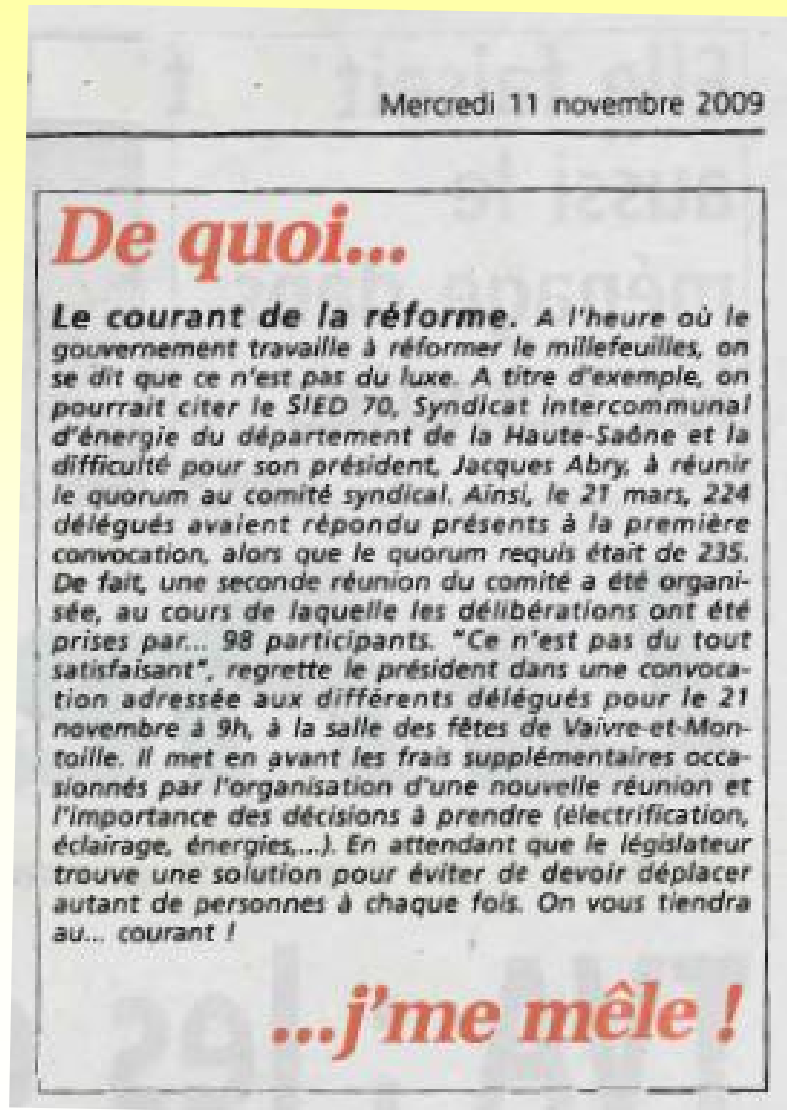 Mercredi 11 novembre 2009
De quoi...
Le courant de la réforme. A l'heure où le
gouvernement travaille à réformer le millefeuilles, on
se dit que ce n'est pas du luxe. A titre d'exemple, on
pourrait citer le SIED 70, Syndicat intercommunal
d'énergie du département de la Haute-Saône et la
difficulté pour son président, Jacques Abry, à réunir
le quorum au comité syndical. Ainsi, le 21 mars, 224
délégués avaient répondu présents à la première
convocation, alors que le quorum requis était de 235.
De fait, une seconde réunion du comité a été organi-
sée, au cours de laquelle les délibérations ont été
prises par... 98 participants. "Ce n'est pas du tout
satisfaisant", regrette le président dans une convoca-
tion adressée aux différents délégués pour le 21
novembre à 9h, à la salle des fêtes de Vaivre-et-Mon-
toille. Il met en avant les frais supplémentaires occa-
sionnés par l'organisation d'une nouvelle réunion et
l'importance des décisions à prendre (électrification,
éclairage, énergies,...). En attendant que le législateur
trouve une solution pour éviter de devoir déplacer
autant de personnes à chaque fois. On vous tiendra
au... courant !
...j'me mêle !